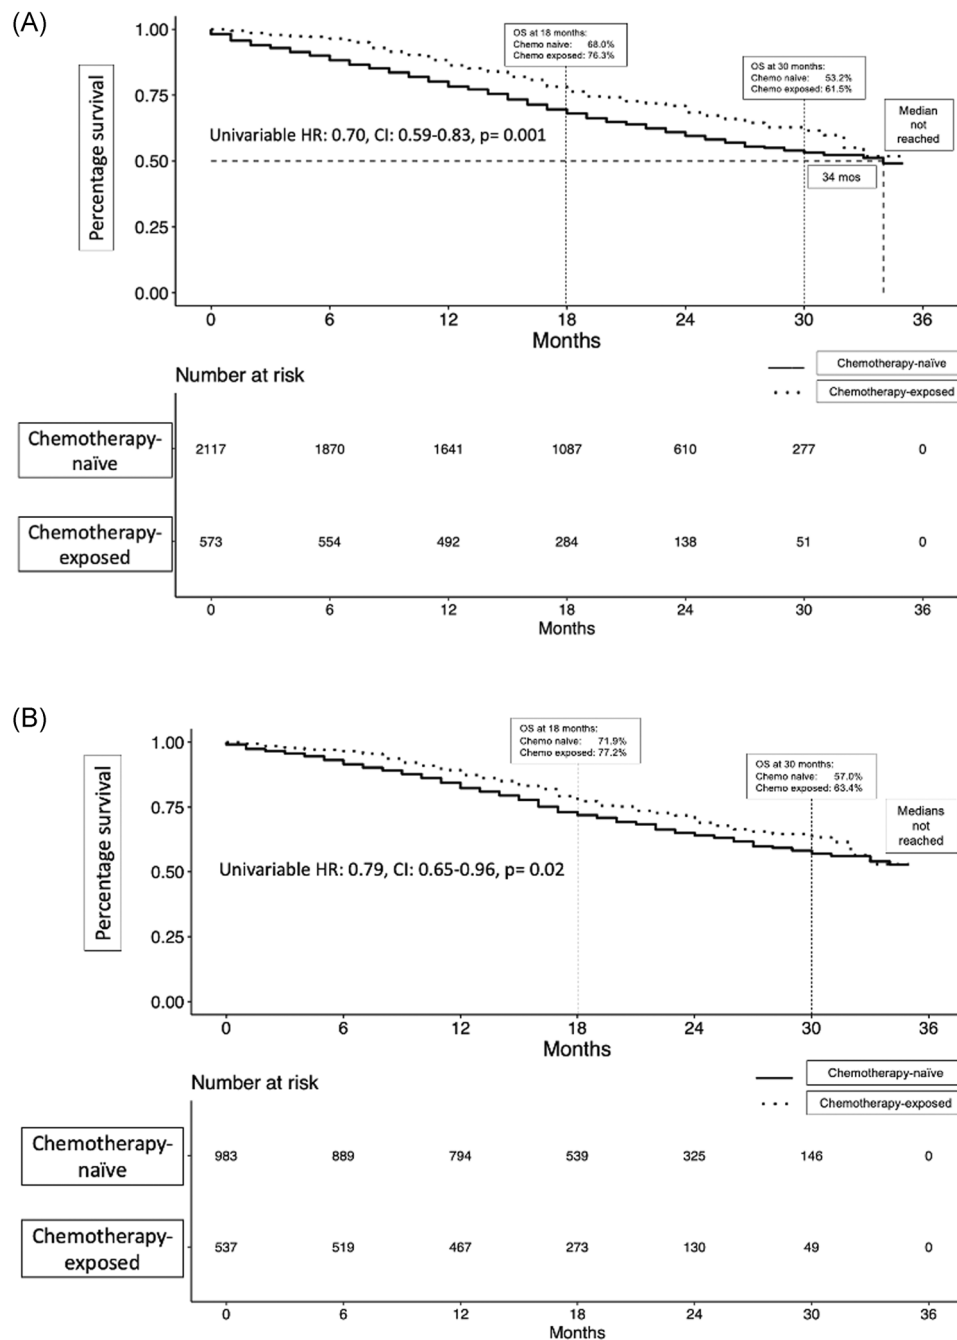 (A)
Percentage survival
1.00
0.75
0.50
0.25
0.00
OS at 18 months:
Chemo naive: 68.0%
Chemo exposed: 76.3%
OS at 30 months:
Chemo naive: 53.2%
Chemo exposed: 61.5%
Median
not
reached
Univariable HR: 0.70, CI: 0.59-0.83, p= 0.001
34 mos
0 6 12 18 24 30 36
Months
Number at risk
Chemotherapy-naïve
Chemotherapy-exposed
Chemotherapy-
naïve
2117 1870 1641 1087 610 277 0
Chemotherapy-
exposed
573 554 492 284 138 51 0
0 6 12 18 24 30 36
Months
(B)
Percentage survival
1.00
0.75
0.50
0.25
0.00
OS at 18 months:
Chemo naive: 71.9%
Chemo exposed: 77.2%
OS at 30 months:
Chemo naive: 57.0%
Chemo exposed: 63.4%
Medians
not
reached
Univariable HR: 0.79, CI: 0.65-0.96, p= 0.02
0 6 12 18 24 30 36
Months
Number at risk
Chemotherapy-naïve
Chemotherapy-exposed
Chemotherapy-
naïve
983 889 794 539 325 146 0
Chemotherapy-
exposed
537 519 467 273 130 49 0
0 6 12 18 24 30 36
Months